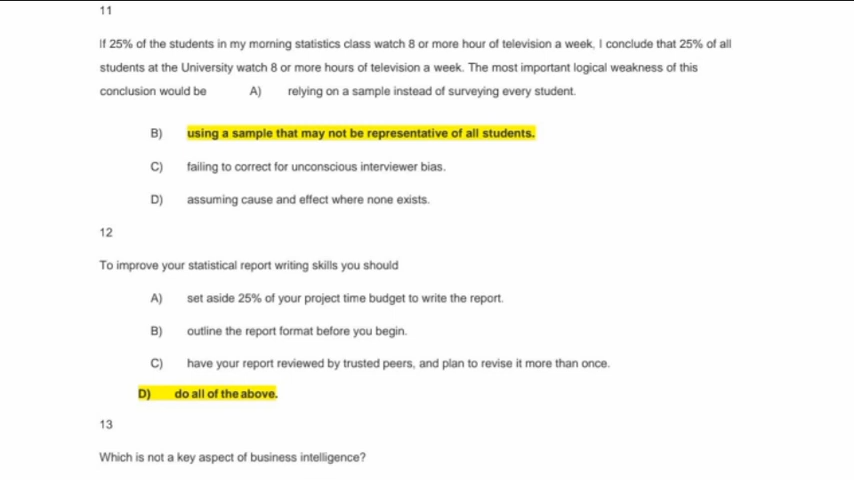 11
If 25% of the students in my morning statistics class watch 8 or more hour of television a week, I conclude that 25% of all
students at the University watch 8 or more hours of television a week. The most important logical weakness of this
conclusion would be A) relying on a sample instead of surveying every student.
B) using a sample that may not be representative of all students.
C) failing to correct for unconscious interviewer bias.
D) assuming cause and effect where none exists.
12
To improve your statistical report writing skills you should
A) set aside 25% of your project time budget to write the report.
B) outline the report format before you begin.
C) have your report reviewed by trusted peers, and plan to revise it more than once.
D) do all of the above.
13
Which is not a key aspect of business intelligence?